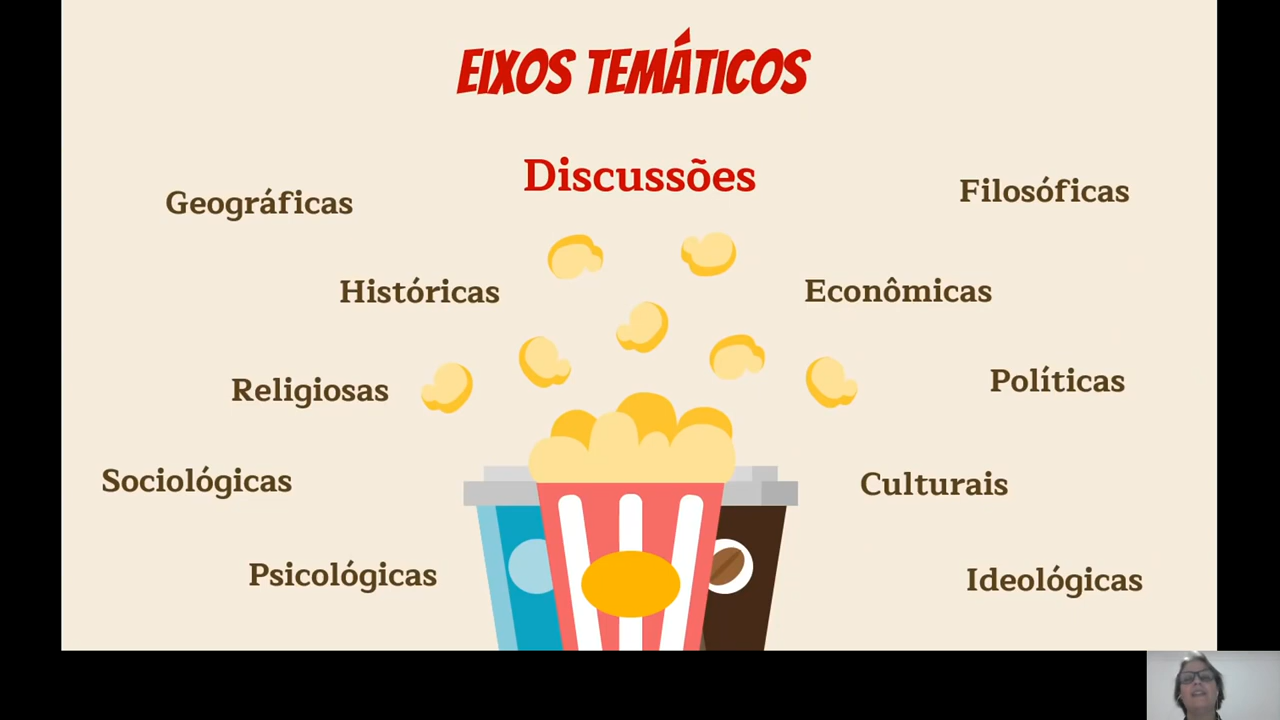 EIXOS TEMÁTICOS
Discussões
Geográficas
Filosóficas
Históricas
Econômicas
Religiosas
Políticas
Sociológicas
Culturais
Psicológicas
Ideológicas